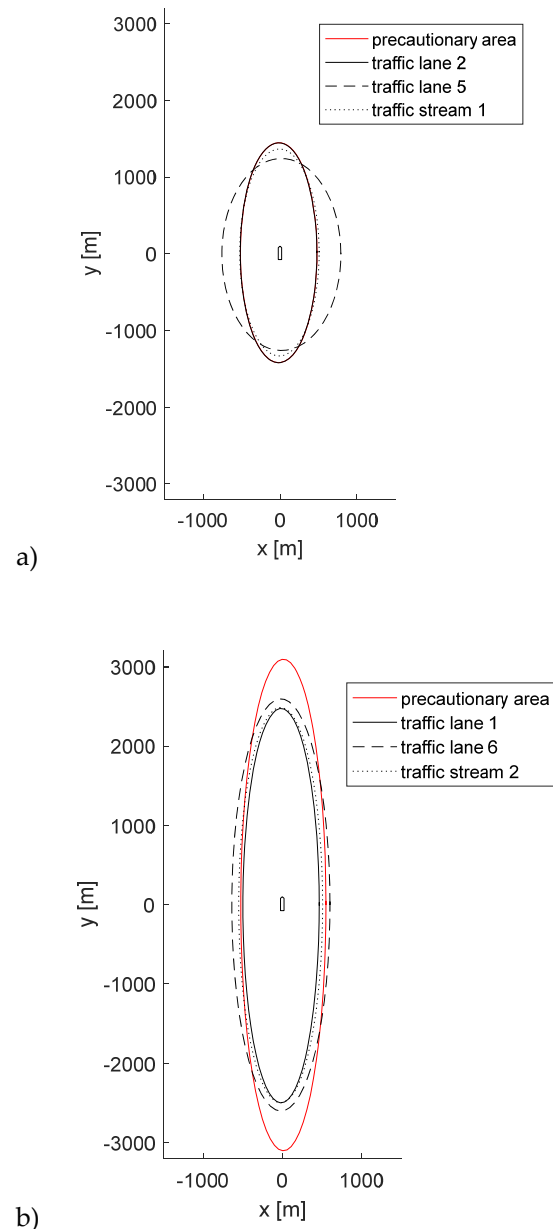 3000
2000
1000
0
-1000
-2000
-3000
y [m]
precautionary area
traffic lane 2
traffic lane 5
traffic stream 1
-1000 0 1000
x [m]
a)
3000
2000
1000
0
-1000
-2000
-3000
y [m]
precautionary area
traffic lane 1
traffic lane 6
traffic stream 2
-1000 0 1000
x [m]
b)